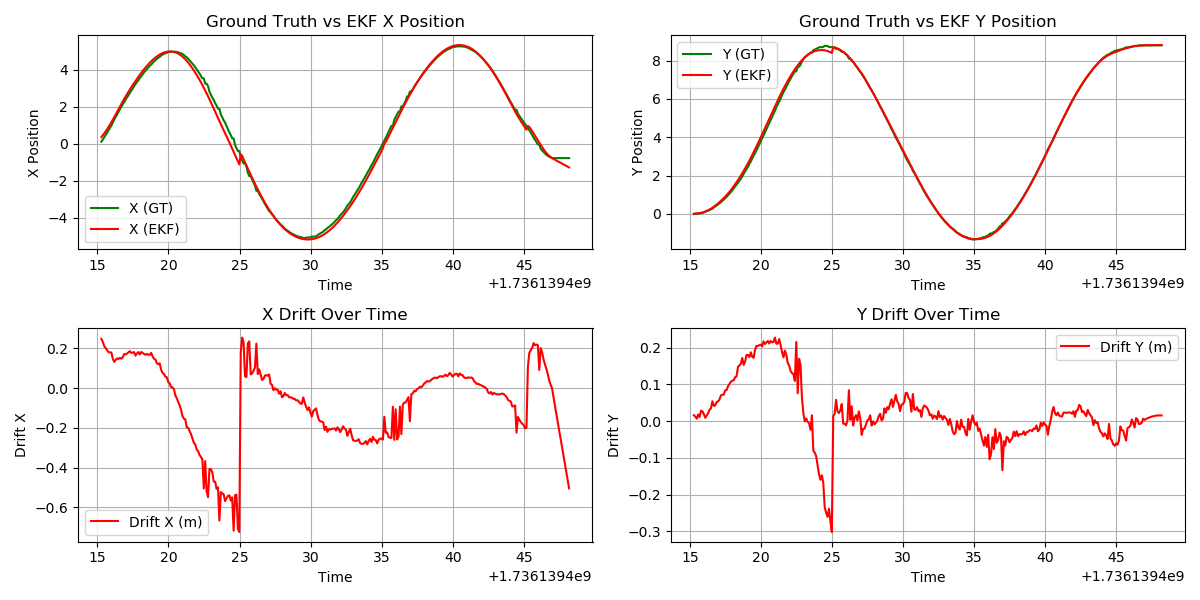 Ground Truth vs EKF X Position
X Position
4
2
0
−2
−4
X (GT)
X (EKF)
15 20 25 30 35 40 45
Time
+1.7361394e9
Ground Truth vs EKF Y Position
Y Position
8
6
4
2
0
Y (GT)
Y (EKF)
15 20 25 30 35 40 45
Time
+1.7361394e9
X Drift Over Time
Drift X
0.2
0.0
−0.2
−0.4
−0.6
Drift X (m)
15 20 25 30 35 40 45
Time
+1.7361394e9
Y Drift Over Time
Drift Y
0.2
0.1
0.0
−0.1
−0.2
−0.3
Drift Y (m)
15 20 25 30 35 40 45
Time
+1.7361394e9